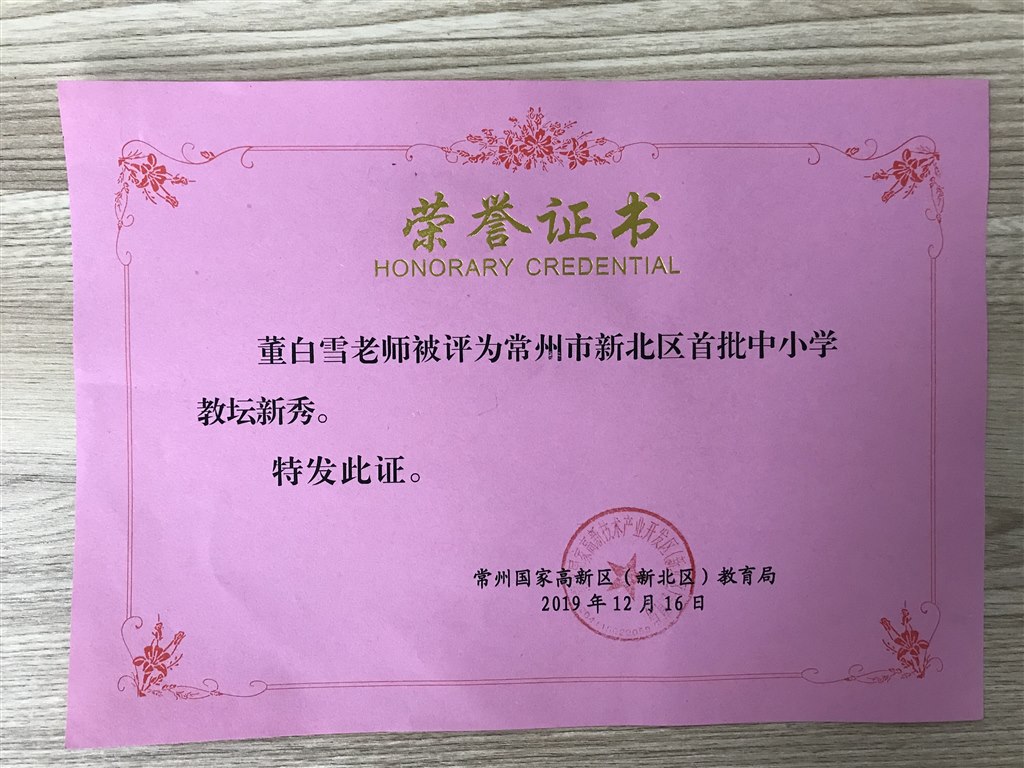 荣誉证书
HONORARY CREDENTIAL
董白雪老师被评为常州市新北区首批中小学
教坛新秀。
特发此证。
常州国家高新区（新北区）教育局
2019年12月16日